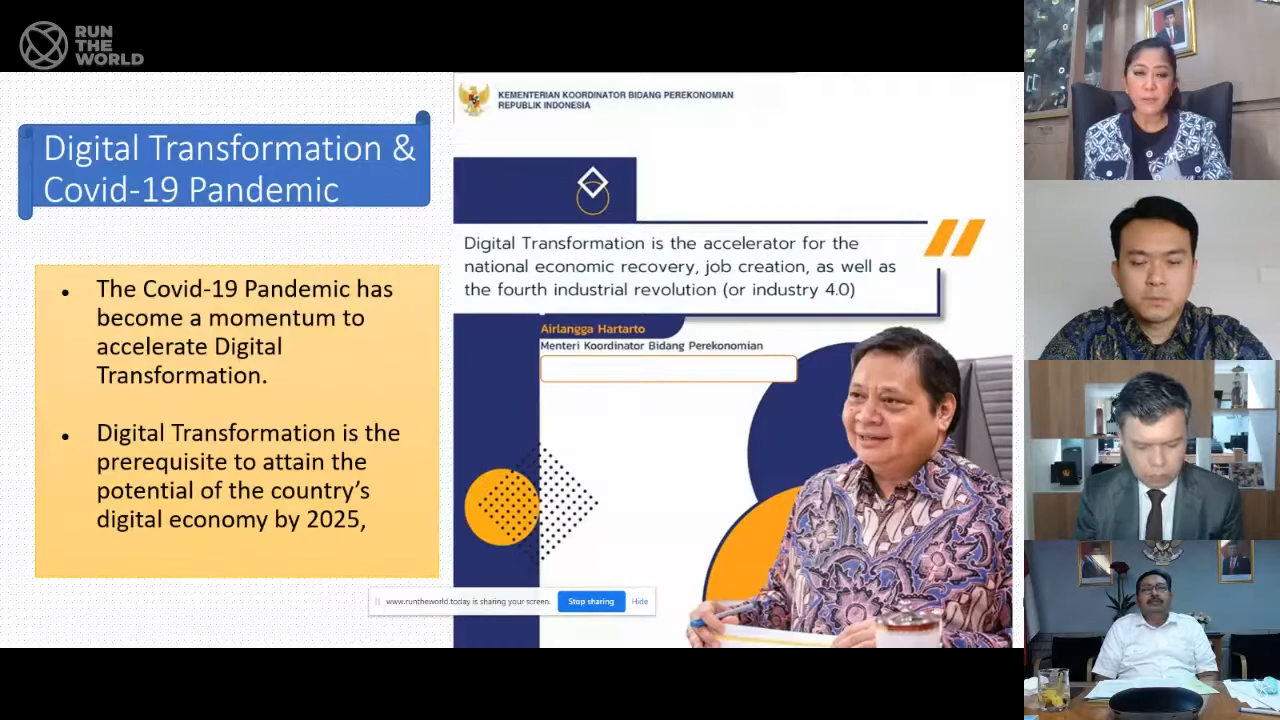 RUN
THE
WORLD
Digital Transformation &
Covid-19 Pandemic
• The Covid-19 Pandemic has
become a momentum to
accelerate Digital
Transformation.
• Digital Transformation is the
prerequisite to attain the
potential of the country’s
digital economy by 2025,
KEMENTERIAN KOORDINATOR BIDANG PEREKONOMIAN
REPUBLIK INDONESIA
Digital Transformation is the accelerator for the
national economic recovery, job creation, as well as
the fourth industrial revolution (or industry 4.0)
Airlangga Hartarto
Menteri Koordinator Bidang Perekonomian
www.runtheworld.today is sharing your screen. Stop sharing Hide